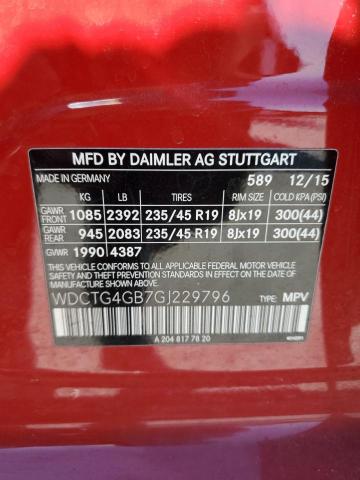 MFD BY DAIMLER AG STUTTGART
MADE IN GERMANY 589 12/15
KG LB TIRES RIM SIZE COLD KPA (PSI)
GAWR FRONT 1085 2392 235/45 R19 8Jx19 300(44)
GAWR REAR 945 2083 235/45 R19 8Jx19 300(44)
GVWR 1990 4387
THIS VEHICLE CONFORMS TO ALL APPLICABLE
FEDERAL MOTOR VEHICLE SAFETY STANDARDS
IN EFFECT ON THE DATE OF MANUFACTURE SHOWN ABOVE
WDCTG4GB7GJ229796 TYPE: MPV
A 204 817 78 20